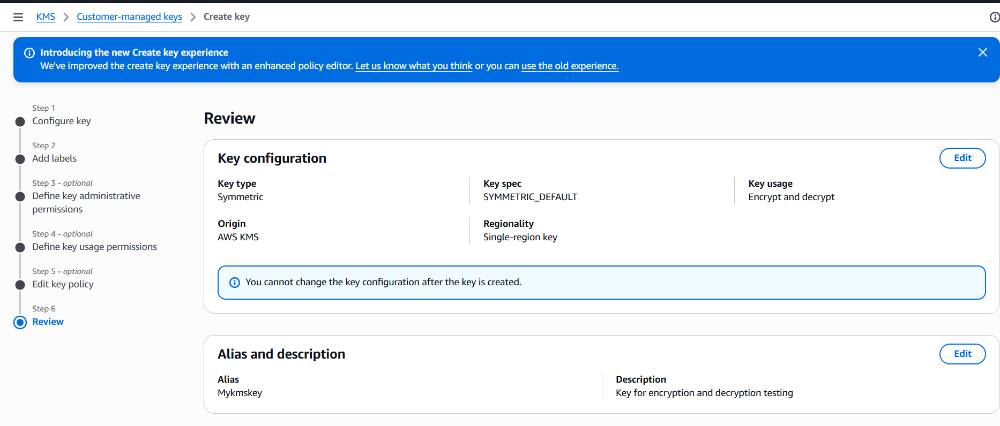 KMS > Customer-managed keys > Create key
Introducing the new Create key experience
We've improved the create key experience with an enhanced policy editor. Let us know what you think or you can use the old experience.
Step 1
Configure key
Step 2
Add labels
Step 3 - optional
Define key administrative
permissions
Step 4 - optional
Define key usage permissions
Step 5 - optional
Edit key policy
Step 6
Review
Review
Key configuration
Edit
Key type
Symmetric
Key spec
SYMMETRIC_DEFAULT
Key usage
Encrypt and decrypt
Origin
AWS KMS
Regionality
Single-region key
You cannot change the key configuration after the key is created.
Alias and description
Edit
Alias
Mykmskey
Description
Key for encryption and decryption testing